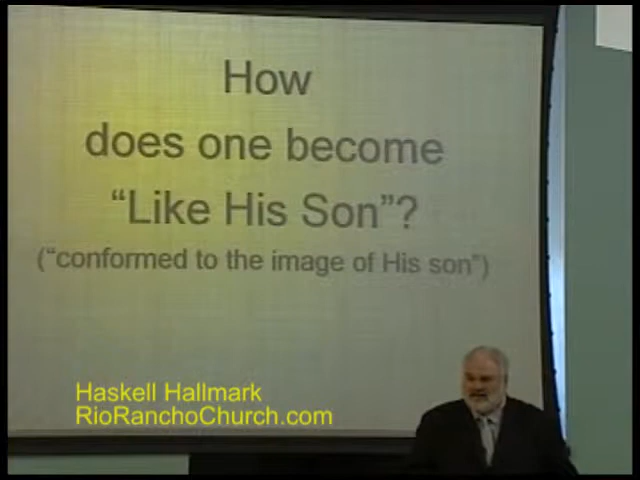 How
does one become
“Like His Son”?
(“conformed to the image of His son”)
Haskell Hallmark
RioRanchoChurch.com